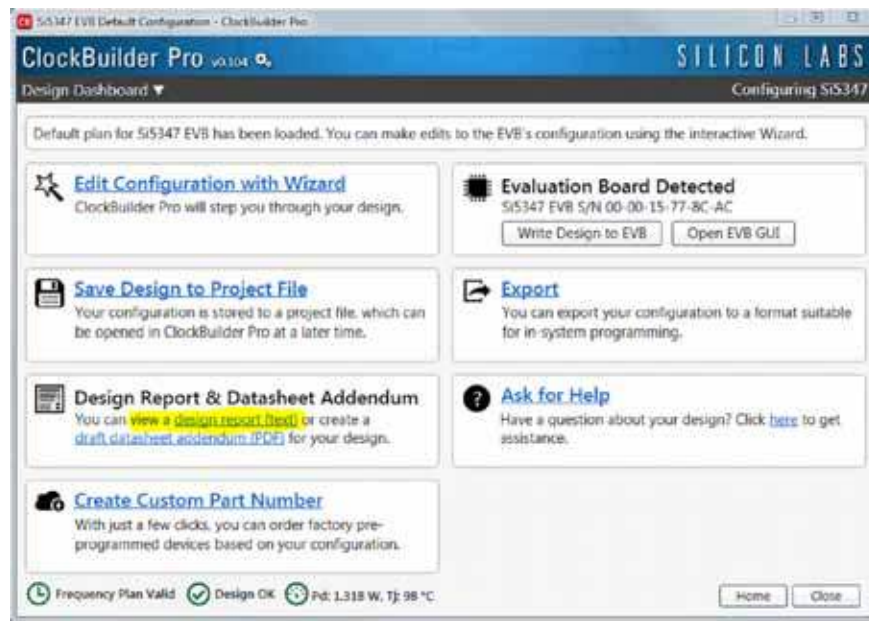 Si5347 EVB Default Configuration - ClockBuilder Pro
ClockBuilder Pro v0.104
SILICON LABS
Design Dashboard ▼
Configuring Si5347
Default plan for Si5347 EVB has been loaded. You can make edits to the EVB's configuration using the interactive Wizard.
Edit Configuration with Wizard
ClockBuilder Pro will step you through your design.
Evaluation Board Detected
Si5347 EVB S/N 00-00-15-77-8C-AC
Write Design to EVB
Open EVB GUI
Save Design to Project File
Your configuration is stored to a project file, which can
be opened in ClockBuilder Pro at a later time.
Export
You can export your configuration to a format suitable
for in-system programming.
Design Report & Datasheet Addendum
You can view a design report (text) or create a
draft datasheet addendum (PDF) for your design.
Ask for Help
Have a question about your design? Click here to get
assistance.
Create Custom Part Number
With just a few clicks, you can order factory pre-
programmed devices based on your configuration.
Frequency Plan Valid
Design OK
Pd: 1.318 W, Tj: 98 °C
Home
Close